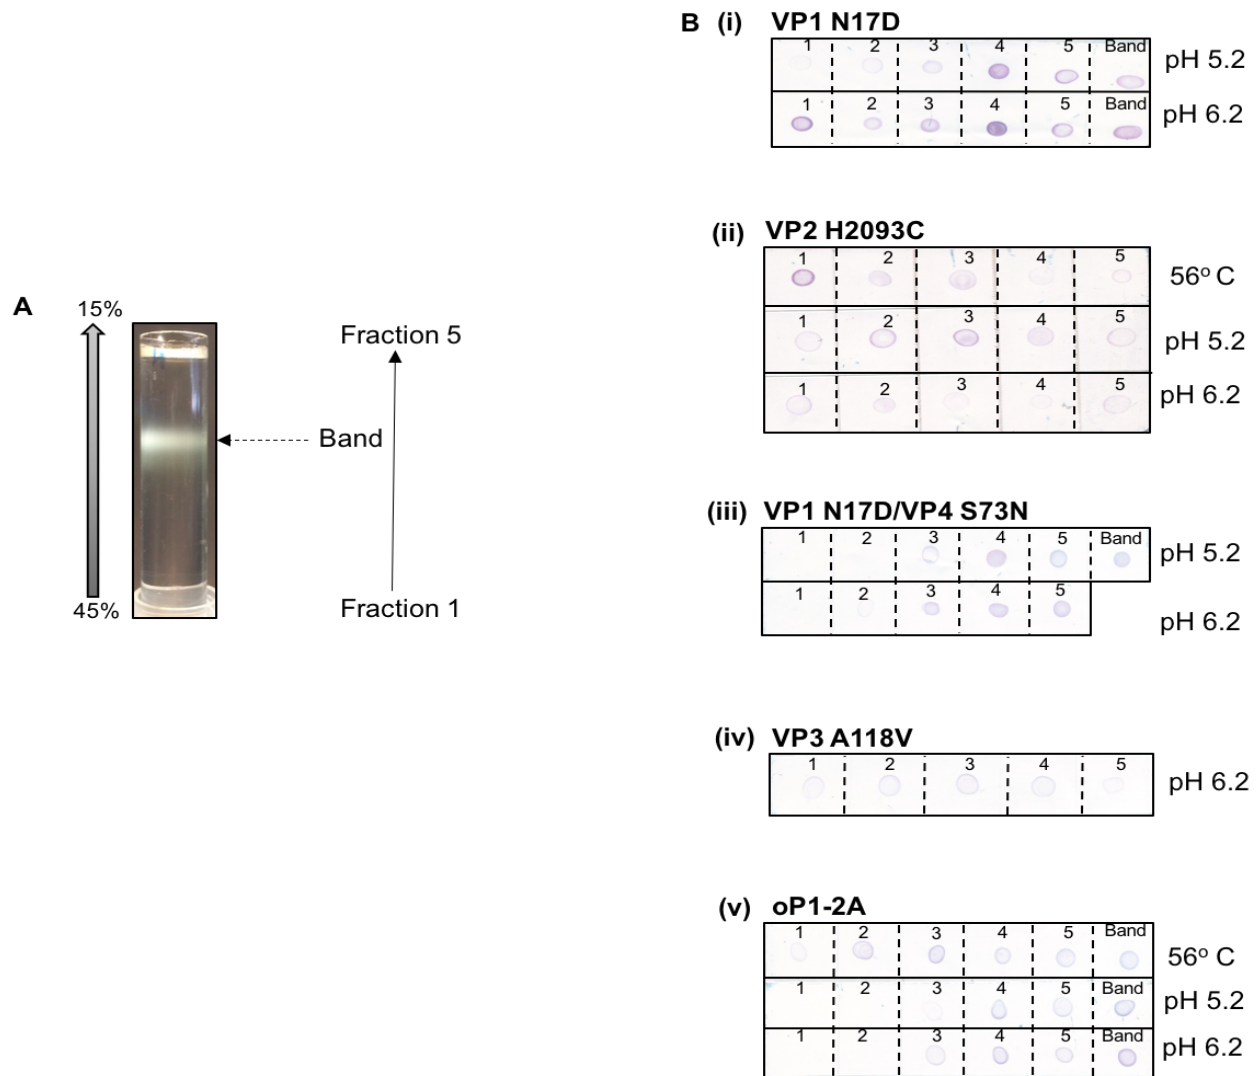 A
15%
45%
Fraction 5
Band
Fraction 1
B (i) VP1 N17D
1 2 3 4 5 Band pH 5.2
1 2 3 4 5 Band pH 6.2
(ii) VP2 H2093C
1 2 3 4 5 56º C
1 2 3 4 5 pH 5.2
1 2 3 4 5 pH 6.2
(iii) VP1 N17D/VP4 S73N
1 2 3 4 5 Band pH 5.2
1 2 3 4 5 pH 6.2
(iv) VP3 A118V
1 2 3 4 5 pH 6.2
(v) oP1-2A
1 2 3 4 5 Band 56º C
1 2 3 4 5 Band pH 5.2
1 2 3 4 5 Band pH 6.2